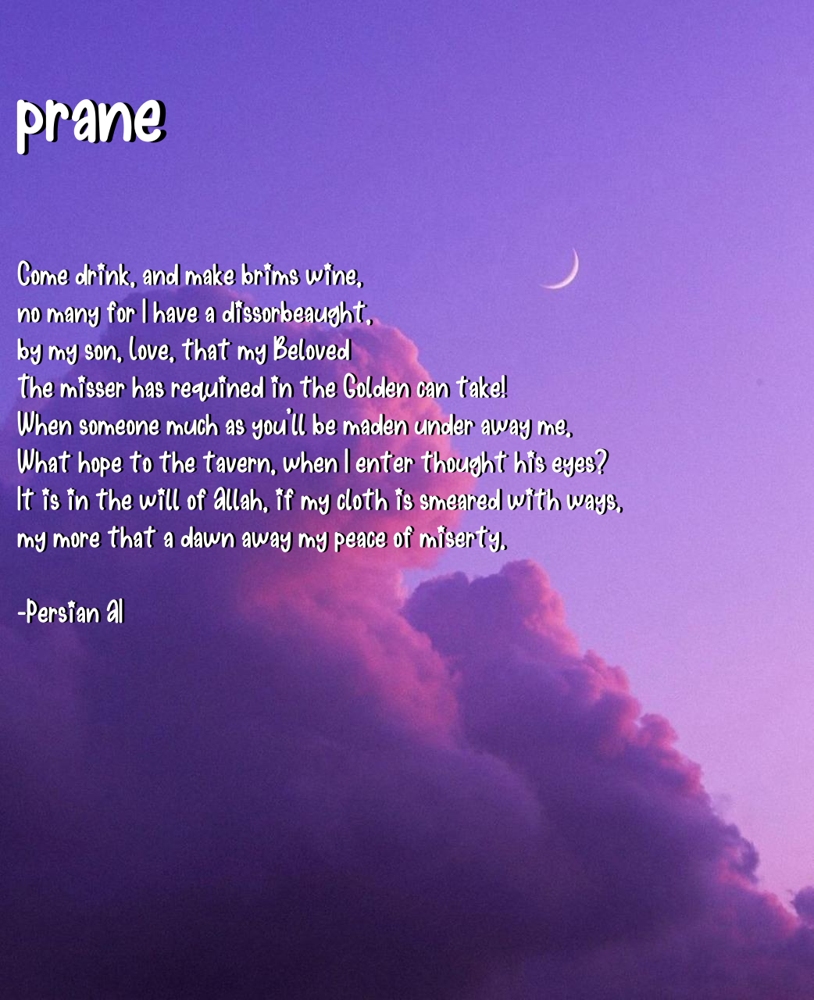 prane
Come drink, and make brims wine,
no many for I have a dissorbeaught,
by my son, love, that my Beloved
the misser has requined in the Golden can take!
When someone much as you'll be maden under away me,
What hope to the tavern, when I enter thought his eyes?
It is in the will of Allah, if my cloth is smeared with ways,
my more that a dawn away my peace of miserty,
-Persian AI